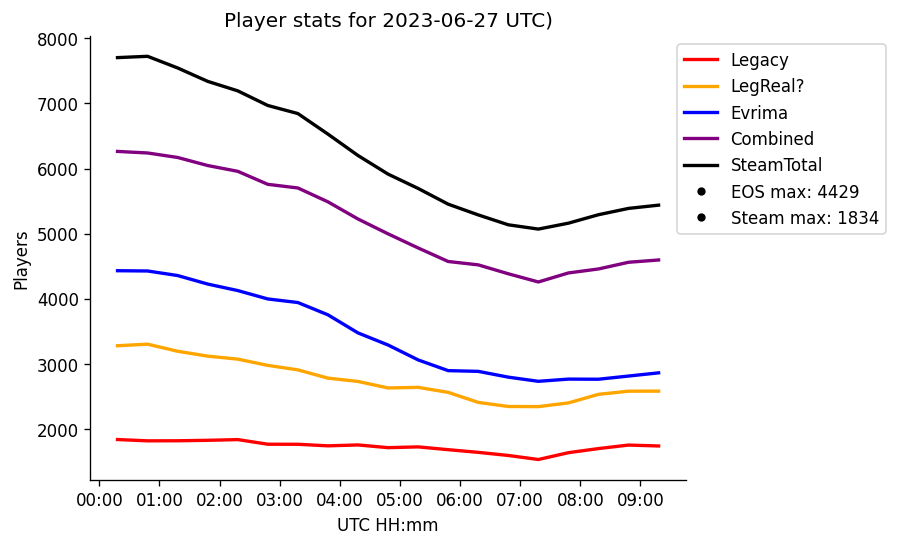 Player stats for 2023-06-27 UTC)
8000
7000
6000
5000
4000
3000
2000
Players
00:00 01:00 02:00 03:00 04:00 05:00 06:00 07:00 08:00 09:00
UTC HH:mm
Legacy
LegReal?
Evrima
Combined
SteamTotal
EOS max: 4429
Steam max: 1834